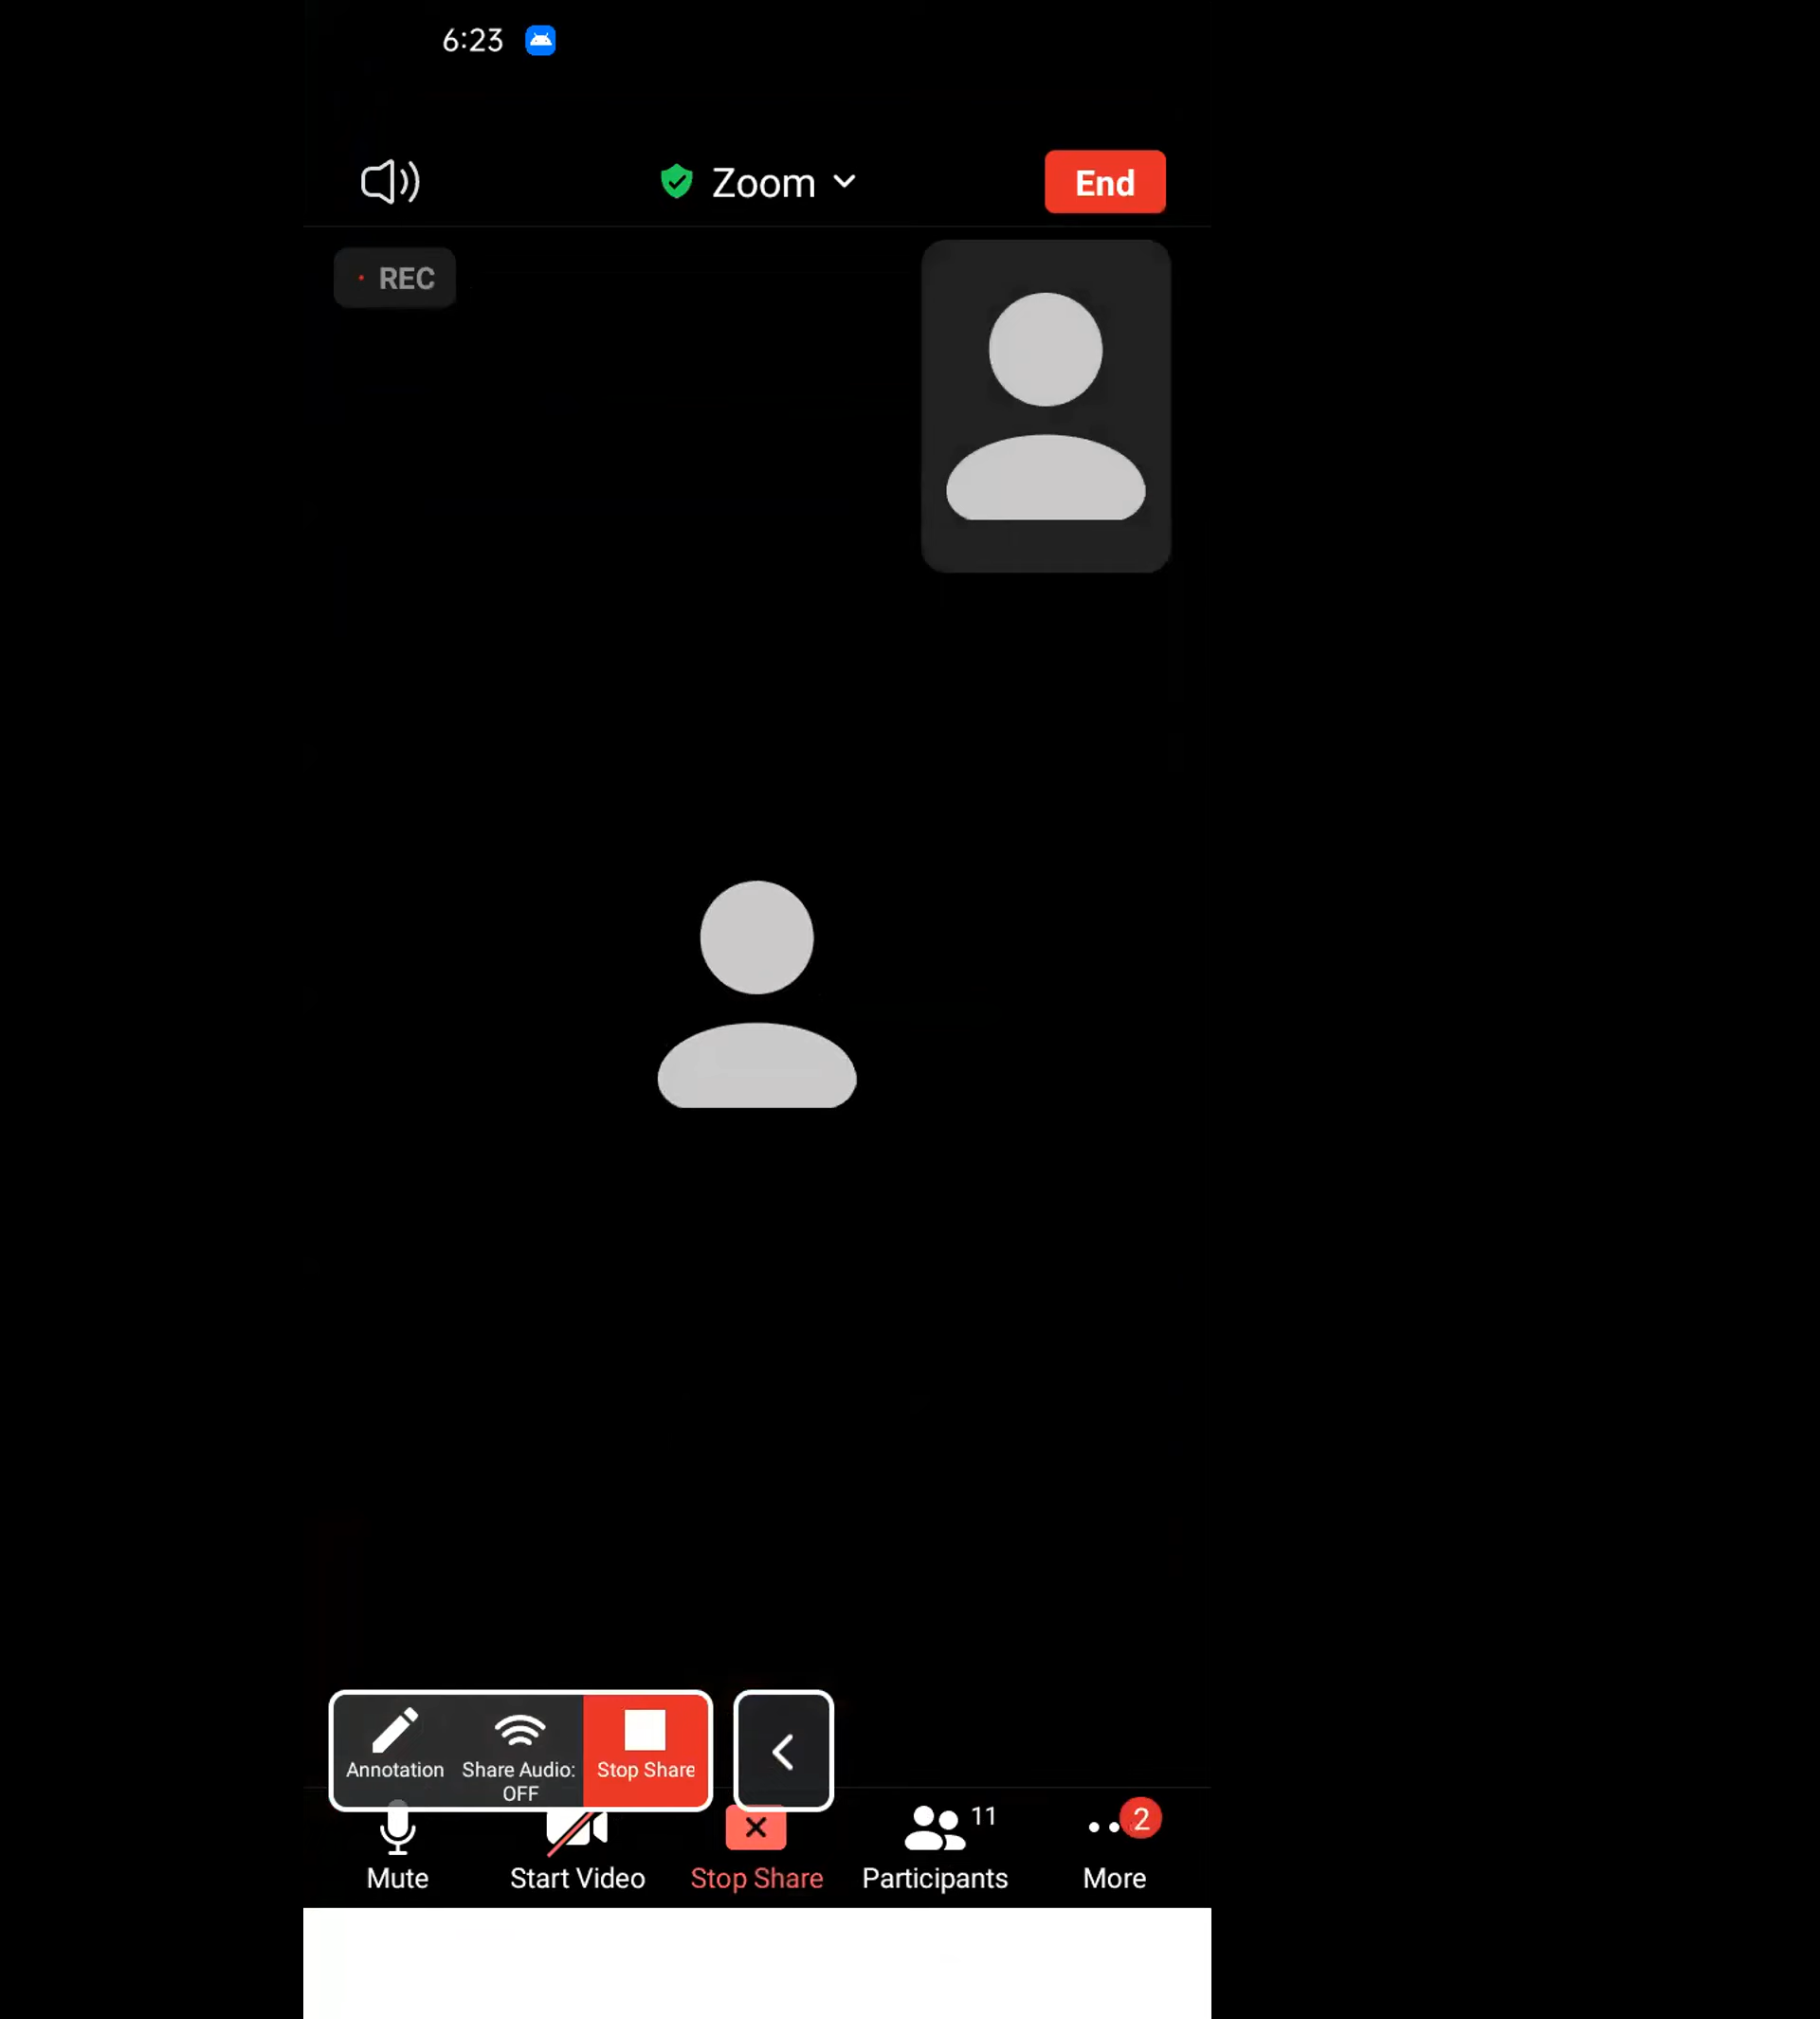 6:23
Zoom
End
REC
Annotation
Share Audio:
OFF
Stop Share
11
2
Mute
Start Video
Stop Share
Participants
More